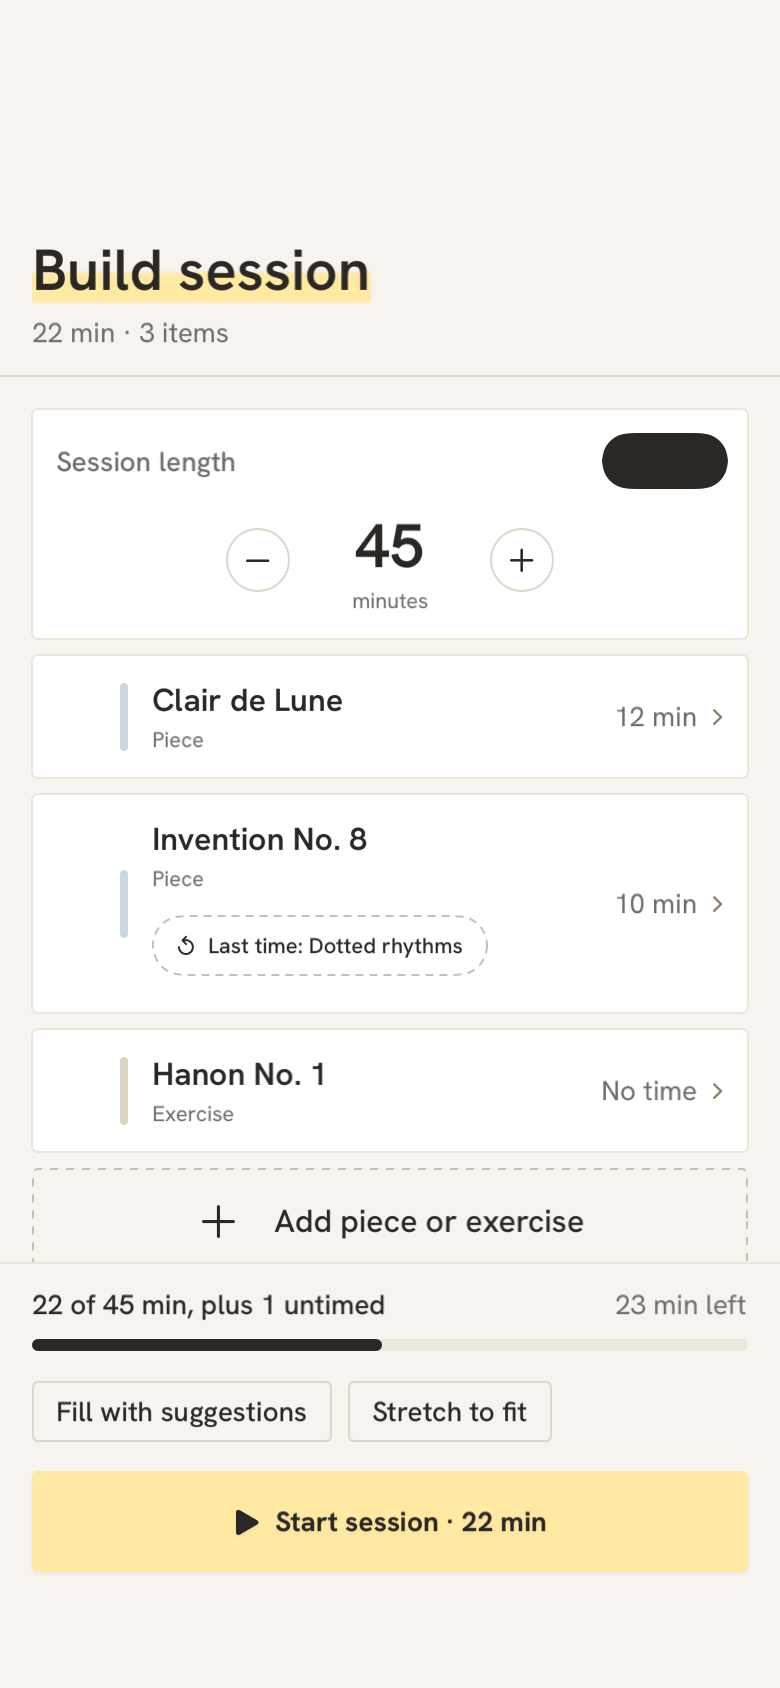 Build session
22 min · 3 items
Session length
45
minutes
Clair de Lune
Piece
12 min
Invention No. 8
Piece
Last time: Dotted rhythms
10 min
Hanon No. 1
Exercise
No time
Add piece or exercise
22 of 45 min, plus 1 untimed
23 min left
Fill with suggestions
Stretch to fit
Start session · 22 min